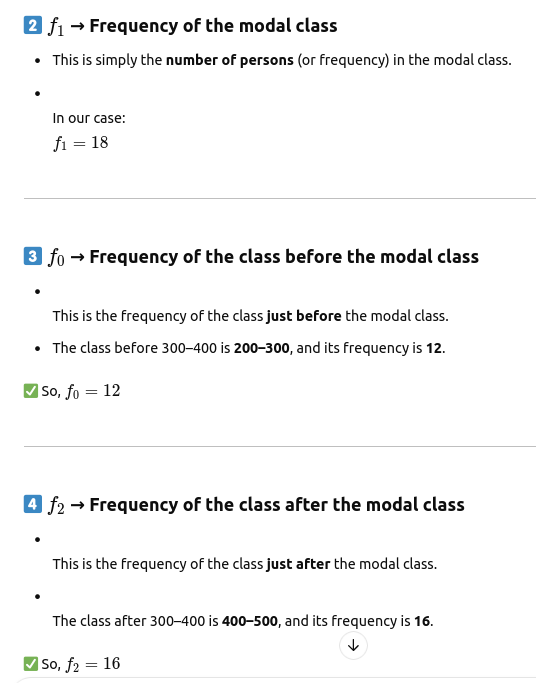 2️⃣ f₁ → Frequency of the modal class
• This is simply the number of persons (or frequency) in the modal class.
•
In our case:
f₁ = 18
3️⃣ f₀ → Frequency of the class before the modal class
•
This is the frequency of the class just before the modal class.
• The class before 300–400 is 200–300, and its frequency is 12.
✅ So, f₀ = 12
4️⃣ f₂ → Frequency of the class after the modal class
•
This is the frequency of the class just after the modal class.
•
The class after 300–400 is 400–500, and its frequency is 16.
✅ So, f₂ = 16